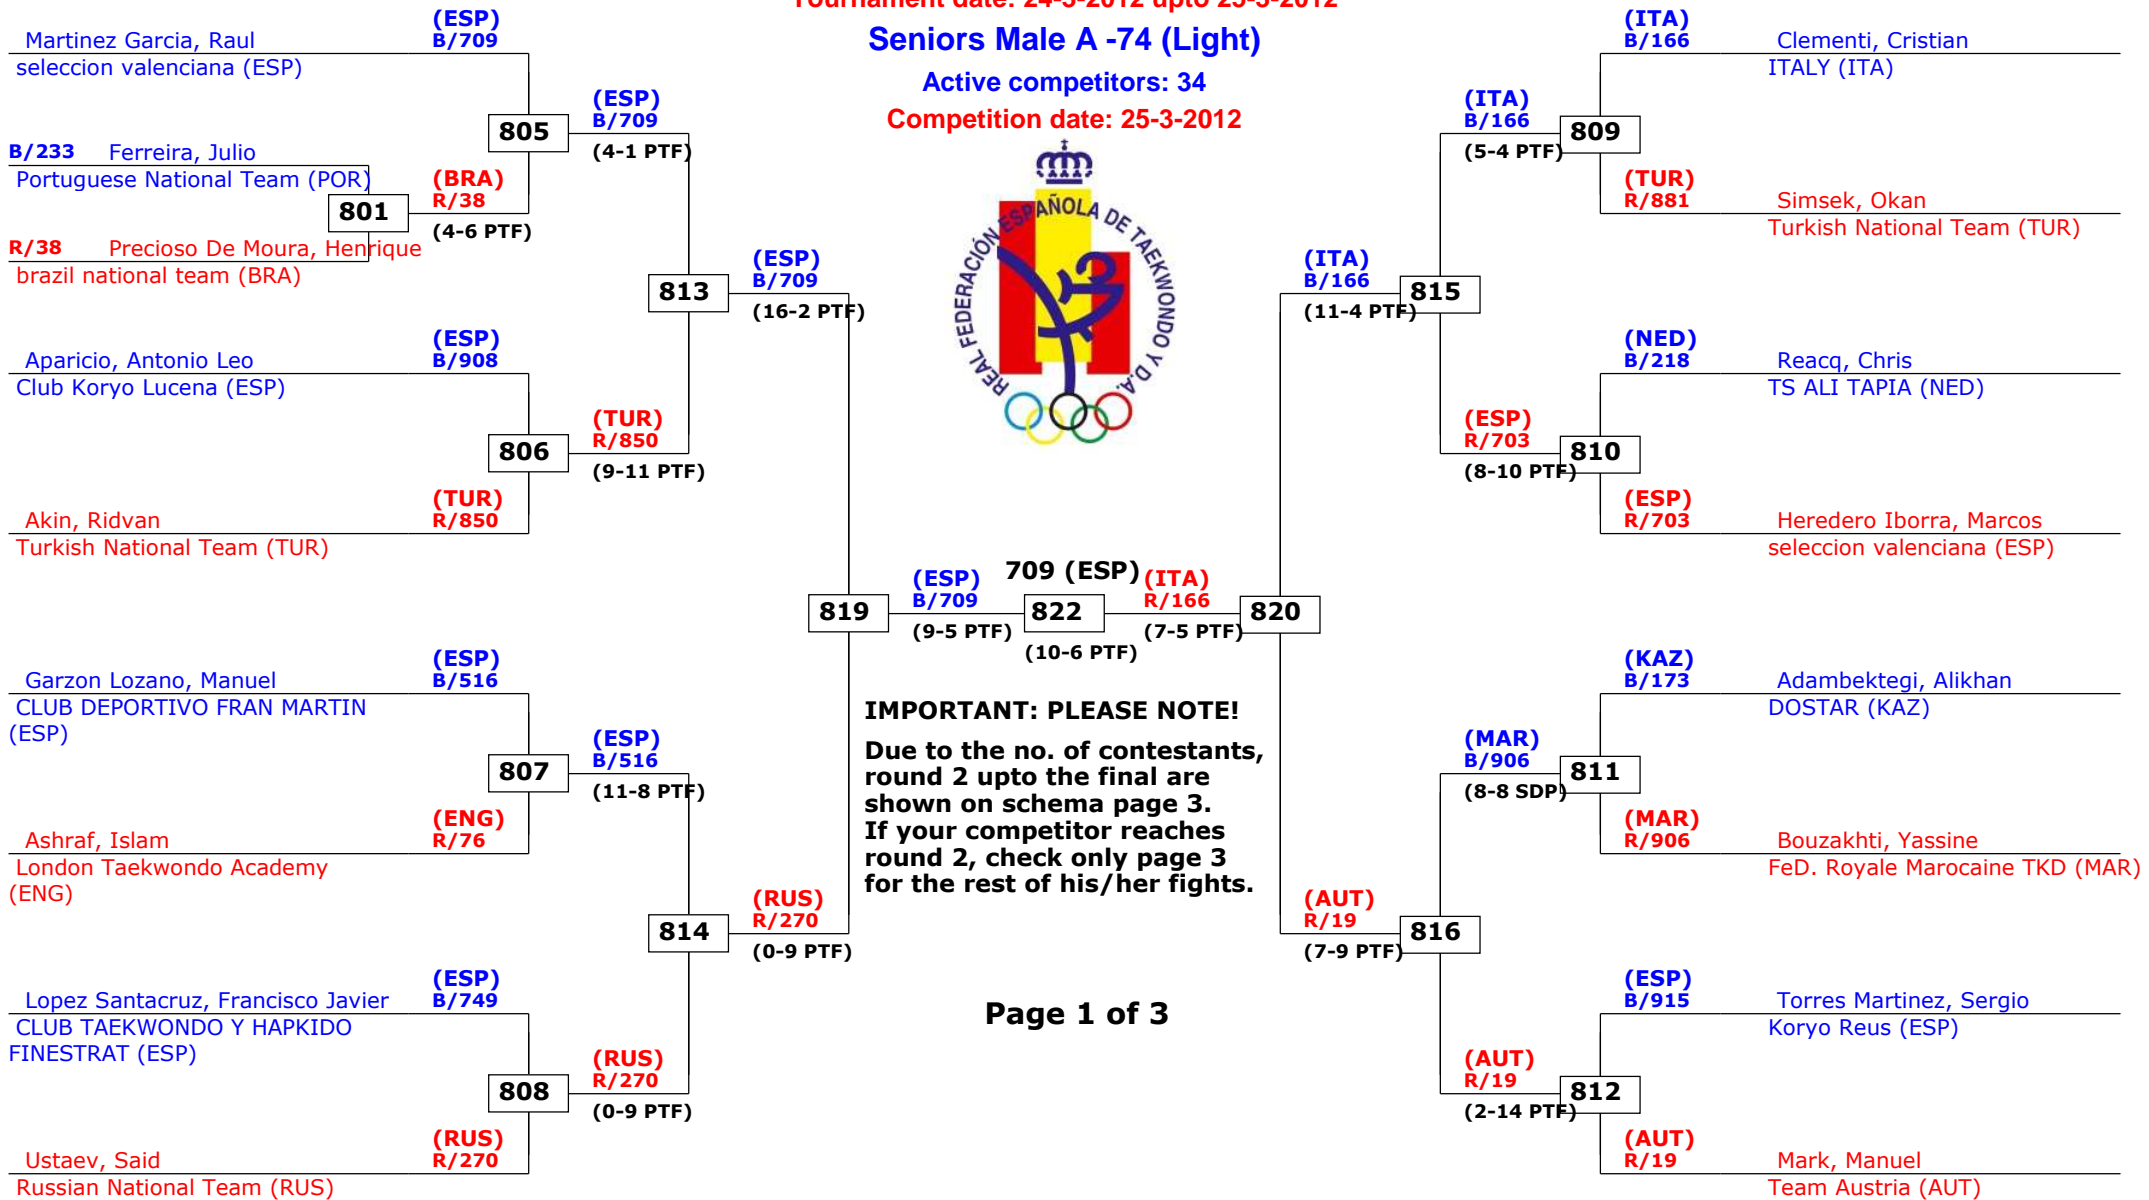 Tournament date: 24-3-2012 upto 25-3-2012
Seniors Male A -74 (Light)
Active competitors: 34
Competition date: 25-3-2012
REAL FEDERACIÓN ESPAÑOLA DE TAEKWONDO Y D.A.
(ESP)
Martinez Garcia, Raul B/709
seleccion valenciana (ESP)
805
(ESP)
B/709
(4-1 PTF)
B/233 Ferreira, Julio
Portuguese National Team (POR)
801
(BRA)
R/38
(4-6 PTF)
R/38 Precioso De Moura, Henrique
brazil national team (BRA)
813
(ESP)
B/709
(16-2 PTF)
(ESP)
Aparicio, Antonio Leo B/908
Club Koryo Lucena (ESP)
806
(TUR)
R/850
(9-11 PTF)
(TUR)
Akin, Ridvan R/850
Turkish National Team (TUR)
819
(ESP)
B/709
(9-5 PTF)
709 (ESP)
822
(10-6 PTF)
(ITA)
R/166
(7-5 PTF)
820
(ESP)
Garzon Lozano, Manuel B/516
CLUB DEPORTIVO FRAN MARTIN
(ESP)
807
(ESP)
B/516
(11-8 PTF)
(ENG)
Ashraf, Islam R/76
London Taekwondo Academy
(ENG)
814
(RUS)
R/270
(0-9 PTF)
(ESP)
Lopez Santacruz, Francisco Javier B/749
CLUB TAEKWONDO Y HAPKIDO
FINESTRAT (ESP)
808
(RUS)
R/270
(0-9 PTF)
(RUS)
Ustaev, Said R/270
Russian National Team (RUS)
IMPORTANT: PLEASE NOTE!
Due to the no. of contestants,
round 2 upto the final are
shown on schema page 3.
If your competitor reaches
round 2, check only page 3
for the rest of his/her fights.
Page 1 of 3
(ITA)
B/166 Clementi, Cristian
ITALY (ITA)
(ITA)
B/166
(5-4 PTF)
809
(TUR)
R/881 Simsek, Okan
Turkish National Team (TUR)
(ITA)
B/166
(11-4 PTF)
815
(NED)
B/218 Reacq, Chris
TS ALI TAPIA (NED)
(ESP)
R/703
(8-10 PTF)
810
(ESP)
R/703 Heredero Iborra, Marcos
seleccion valenciana (ESP)
(KAZ)
B/173 Adambektegi, Alikhan
DOSTAR (KAZ)
(MAR)
B/906
(8-8 SDP)
811
(MAR)
R/906 Bouzakhti, Yassine
FeD. Royale Marocaine TKD (MAR)
(AUT)
R/19
(7-9 PTF)
816
(ESP)
B/915 Torres Martinez, Sergio
Koryo Reus (ESP)
(AUT)
R/19
(2-14 PTF)
812
(AUT)
R/19 Mark, Manuel
Team Austria (AUT)